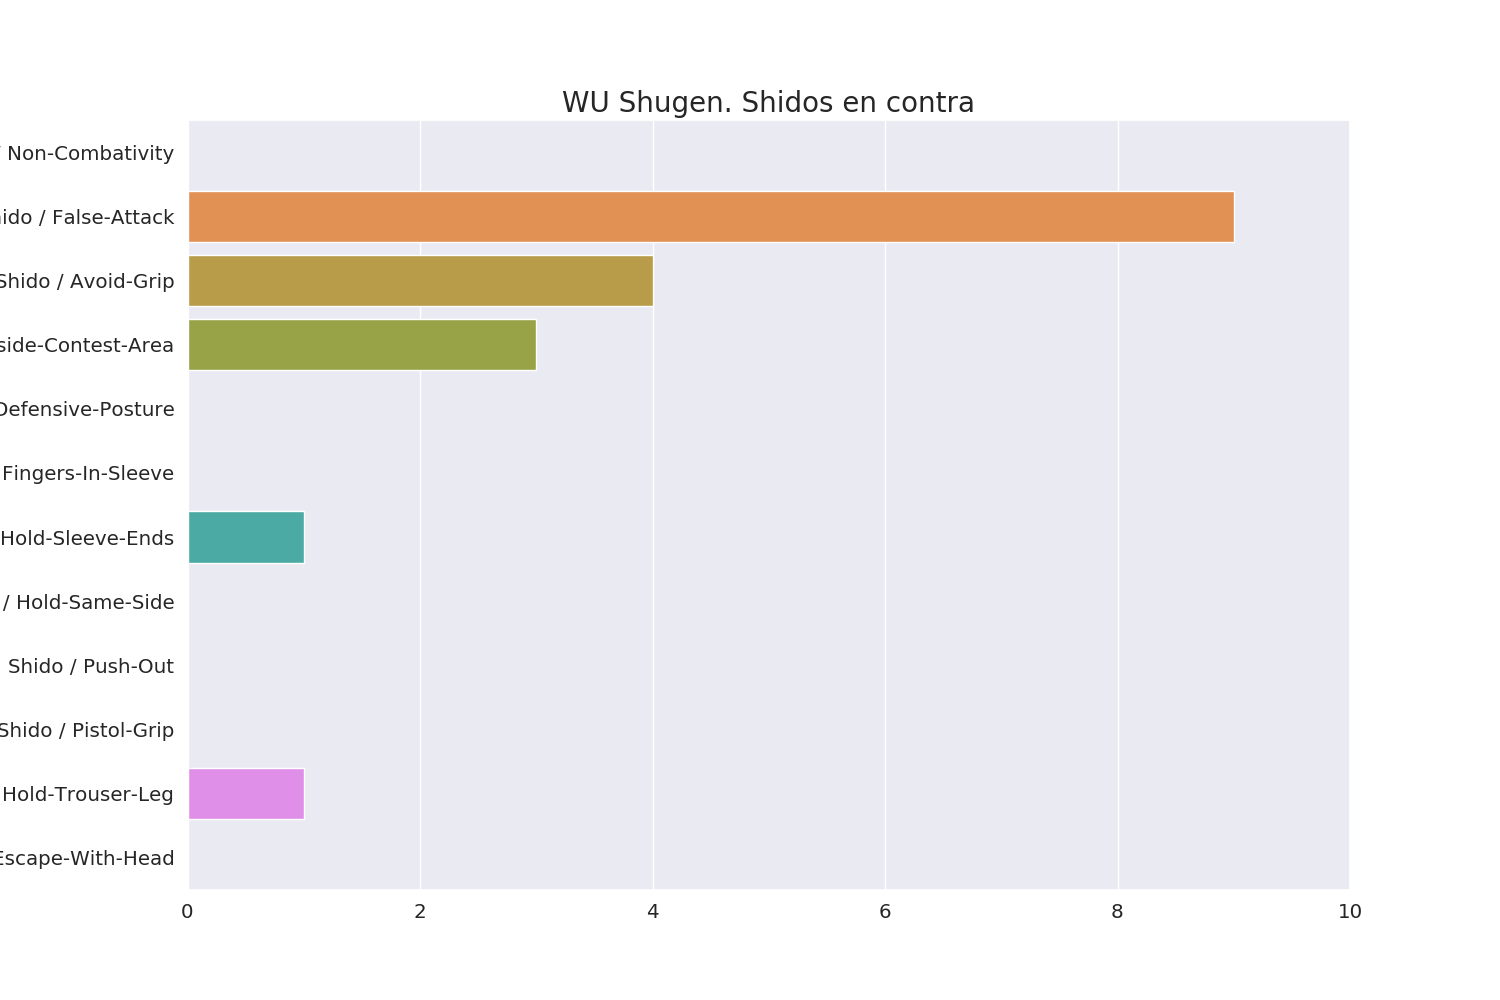 WU Shugen. Shidos en contra
/ Non-Combativity
ido / False-Attack
Shido / Avoid-Grip
side-Contest-Area
Defensive-Posture
Fingers-In-Sleeve
Hold-Sleeve-Ends
/ Hold-Same-Side
Shido / Push-Out
Shido / Pistol-Grip
Hold-Trouser-Leg
Escape-With-Head
0 2 4 6 8 10